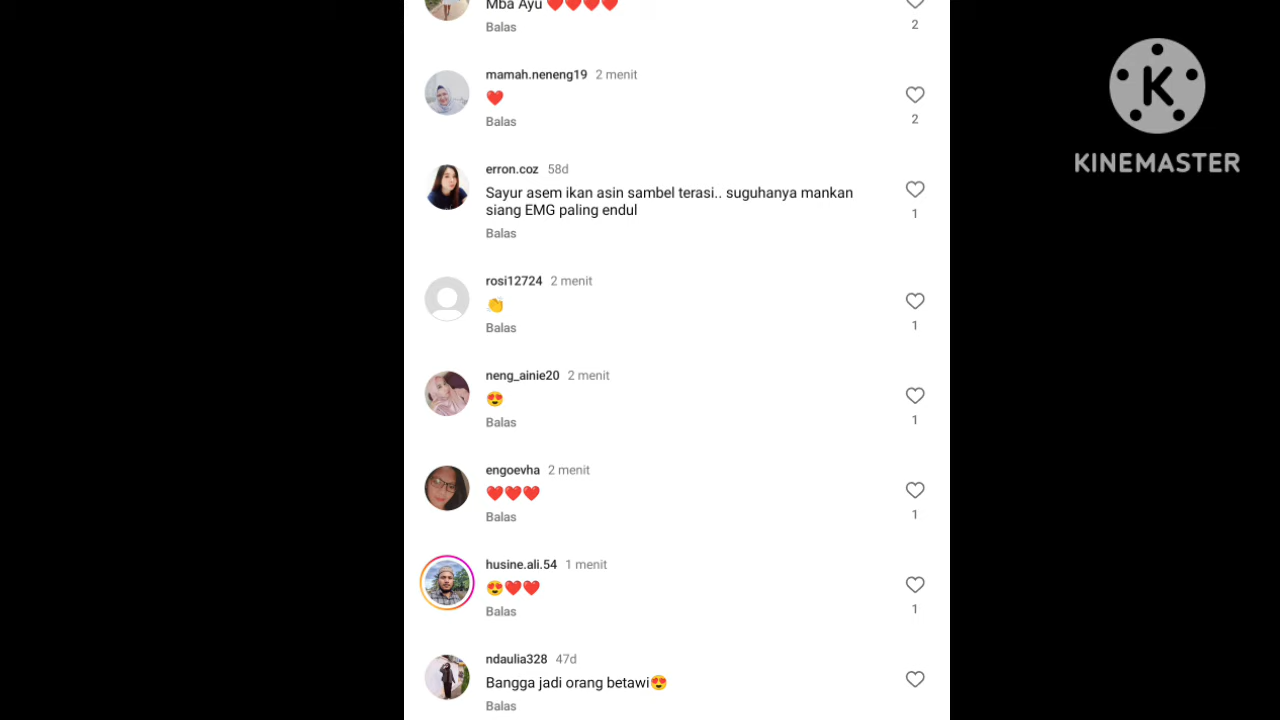 Mba Ayu ❤️❤️❤️❤️
Balas
2
mamah.neneng19 2 menit
❤️
Balas
2
erron.coz 58d
Sayur asem ikan asin sambel terasi.. suguhanya mankan
siang EMG paling endul
Balas
1
rosi12724 2 menit
👏
Balas
1
neng_ainie20 2 menit
😍
Balas
1
engoevha 2 menit
❤️❤️❤️
Balas
1
husine.ali.54 1 menit
😍❤️❤️
Balas
1
ndaulia328 47d
Bangga jadi orang betawi😍
Balas
K
KINEMASTER